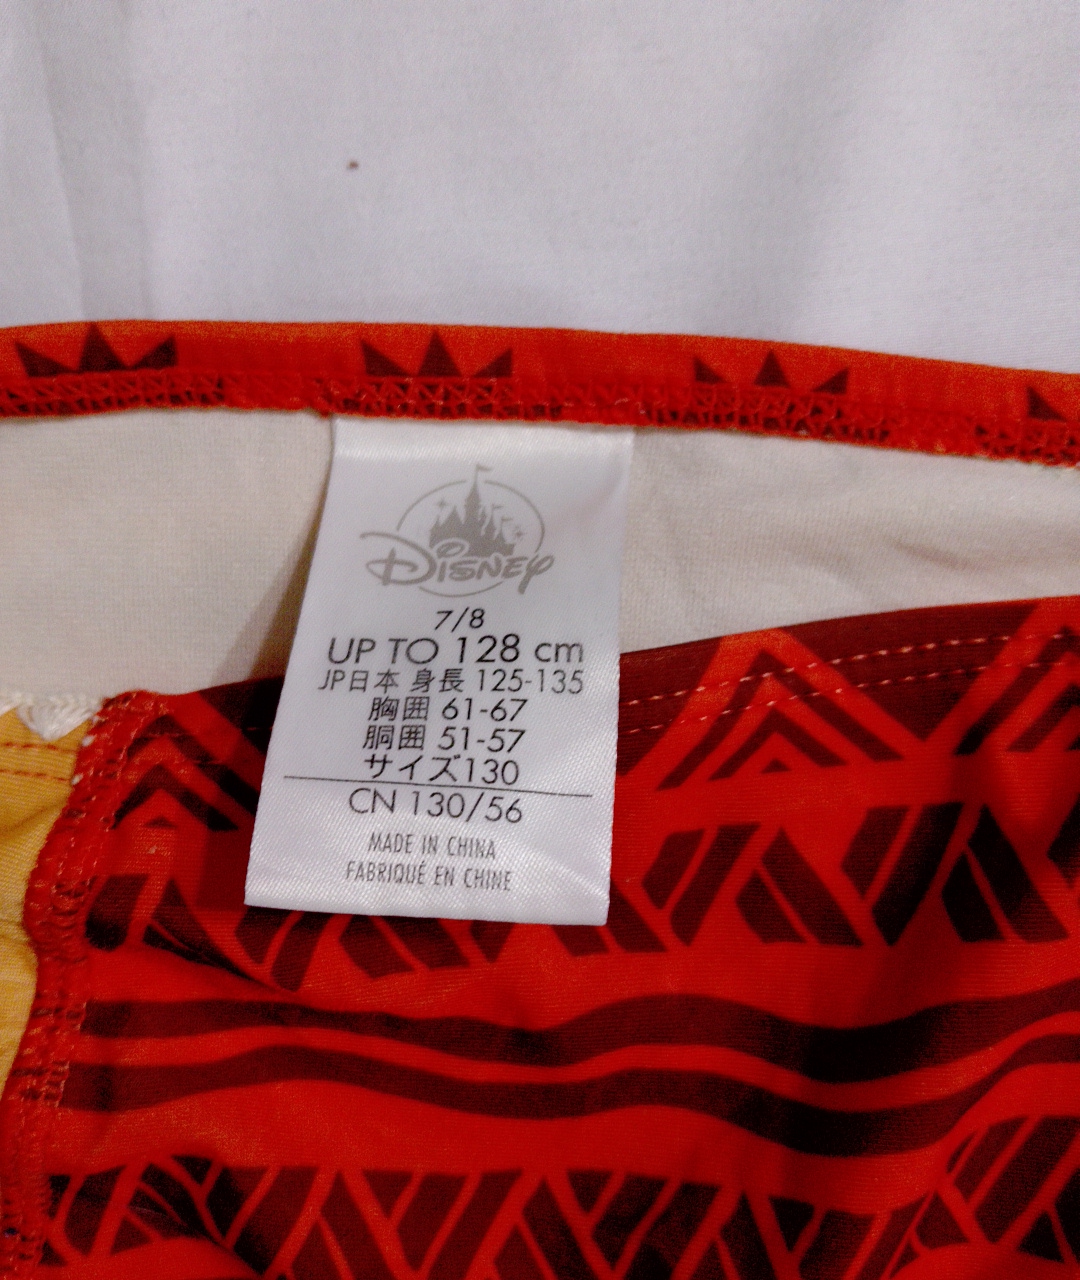 Disney
7/8
UP TO 128 cm
JP日本 身長 125-135
胸囲 61-67
胴囲 51-57
サイズ130
CN 130/56
MADE IN CHINA
FABRIQUÉ EN CHINE